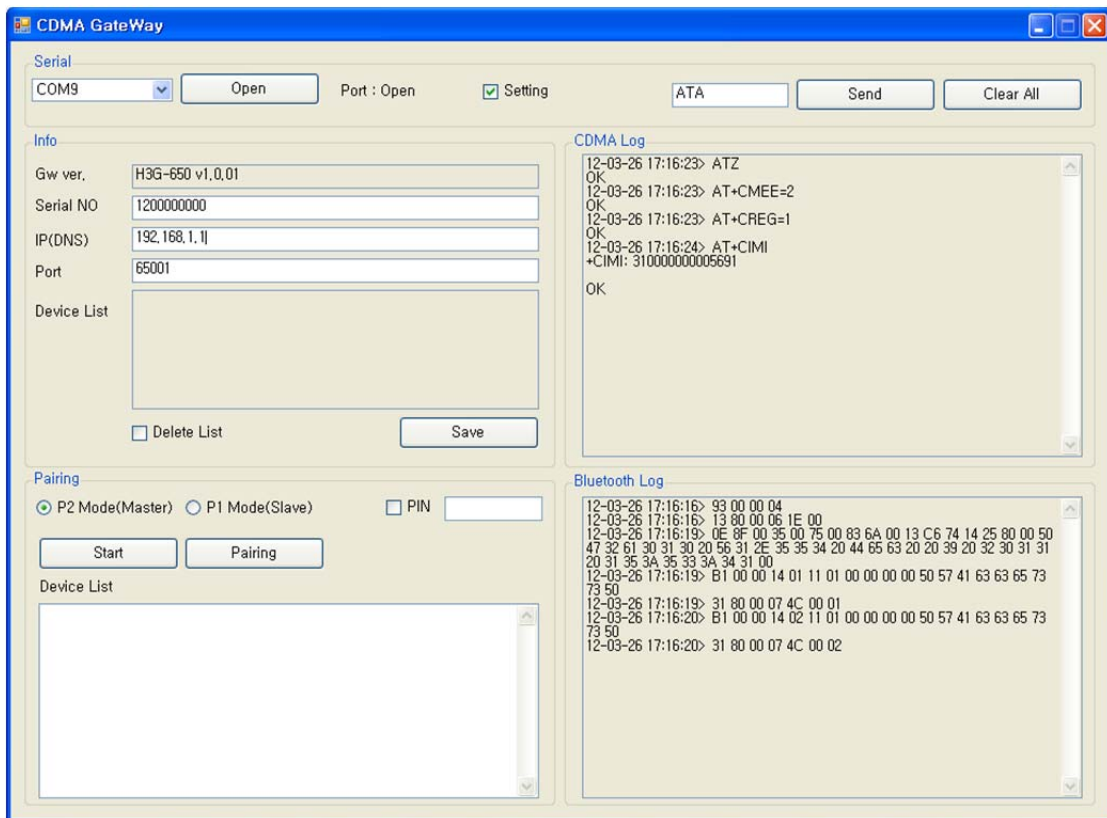 CDMA GateWay
Serial
COM9 Open Port : Open Setting ATA Send Clear All
Info
Gw ver. H3G-650 v1.0.01
Serial NO 1200000000
IP(DNS) 192.168.1.1
Port 65001
Device List
Delete List Save
CDMA Log
12-03-26 17:16:23> ATZ
OK
12-03-26 17:16:23> AT+CMEE=2
OK
12-03-26 17:16:23> AT+CREG=1
OK
12-03-26 17:16:24> AT+CIMI
+CIMI: 310000000005691
OK
Pairing
P2 Mode(Master) P1 Mode(Slave) PIN
Start Pairing
Device List
Bluetooth Log
12-03-26 17:16:16> 93 00 00 04
12-03-26 17:16:16> 13 80 00 06 1E 00
12-03-26 17:16:19> 0E 8F 00 35 00 75 00 83 6A 00 13 C6 74 14 25 80 00 50
47 32 61 30 31 30 20 56 31 2E 35 35 34 20 44 65 63 20 20 39 20 32 30 31 31
20 31 35 3A 35 33 3A 34 31 00
12-03-26 17:16:19> B1 00 00 14 01 11 01 00 00 00 00 50 57 41 63 63 65 73
73 50
12-03-26 17:16:19> 31 80 00 07 4C 00 01
12-03-26 17:16:20> B1 00 00 14 02 11 01 00 00 00 00 50 57 41 63 63 65 73
73 50
12-03-26 17:16:20> 31 80 00 07 4C 00 02